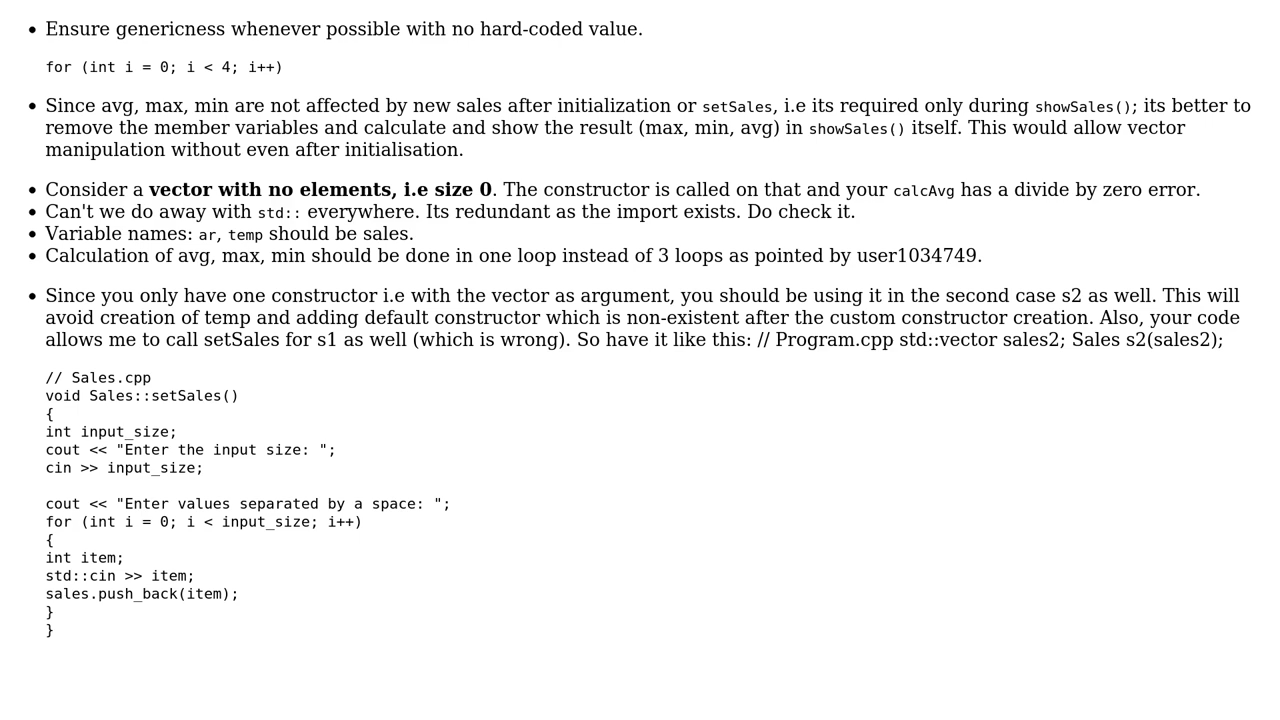 • Ensure genericness whenever possible with no hard-coded value.
for (int i = 0; i < 4; i++)
• Since avg, max, min are not affected by new sales after initialization or setSales, i.e its required only during showSales(); its better to
remove the member variables and calculate and show the result (max, min, avg) in showSales() itself. This would allow vector
manipulation without even after initialisation.
• Consider a vector with no elements, i.e size 0. The constructor is called on that and your calcAvg has a divide by zero error.
• Can't we do away with std:: everywhere. Its redundant as the import exists. Do check it.
• Variable names: ar, temp should be sales.
• Calculation of avg, max, min should be done in one loop instead of 3 loops as pointed by user1034749.
• Since you only have one constructor i.e with the vector as argument, you should be using it in the second case s2 as well. This will
avoid creation of temp and adding default constructor which is non-existent after the custom constructor creation. Also, your code
allows me to call setSales for s1 as well (which is wrong). So have it like this: // Program.cpp std::vector sales2; Sales s2(sales2);
// Sales.cpp
void Sales::setSales()
{
int input_size;
cout << "Enter the input size: ";
cin >> input_size;
cout << "Enter values separated by a space: ";
for (int i = 0; i < input_size; i++)
{
int item;
std::cin >> item;
sales.push_back(item);
}
}